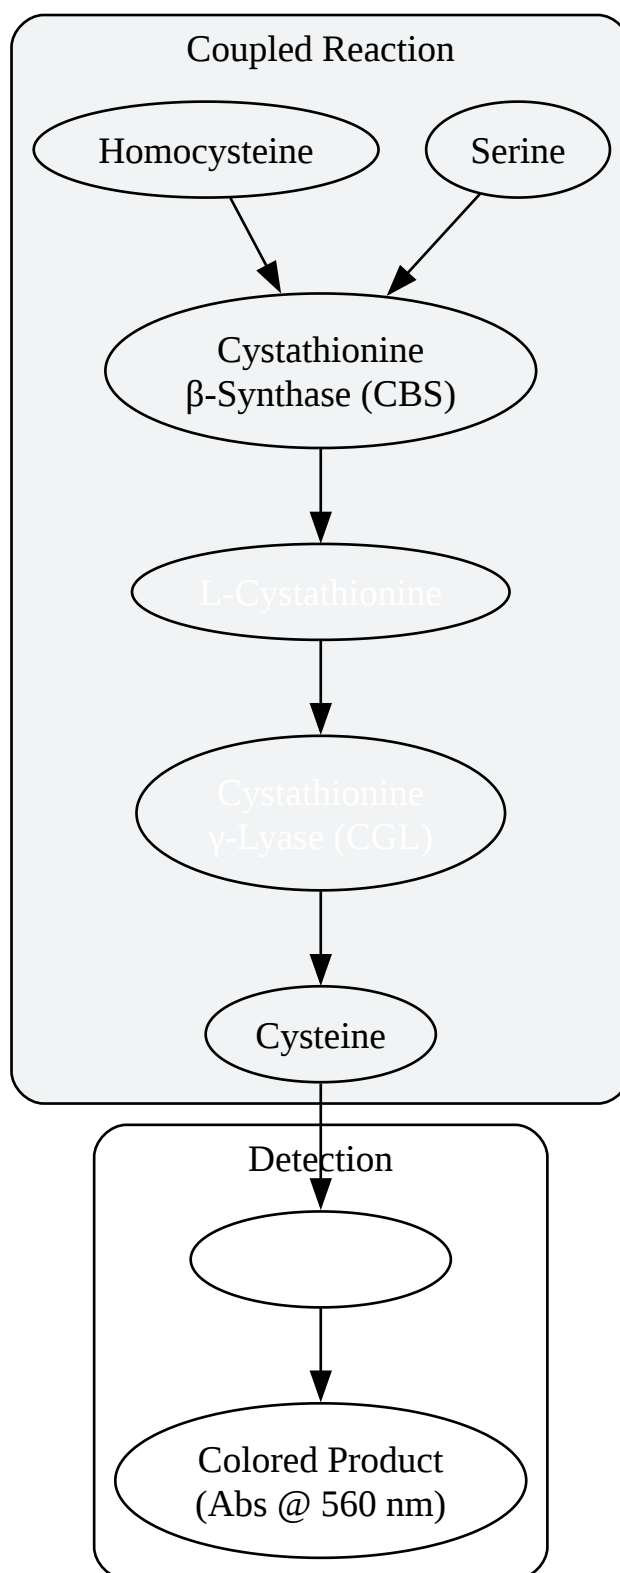 Coupled Reaction
Homocysteine
Serine
Cystathionine
β-Synthase (CBS)
L-Cystathionine
Cystathionine
γ-Lyase (CGL)
Cysteine
Detection
Colored Product
(Abs @ 560 nm)